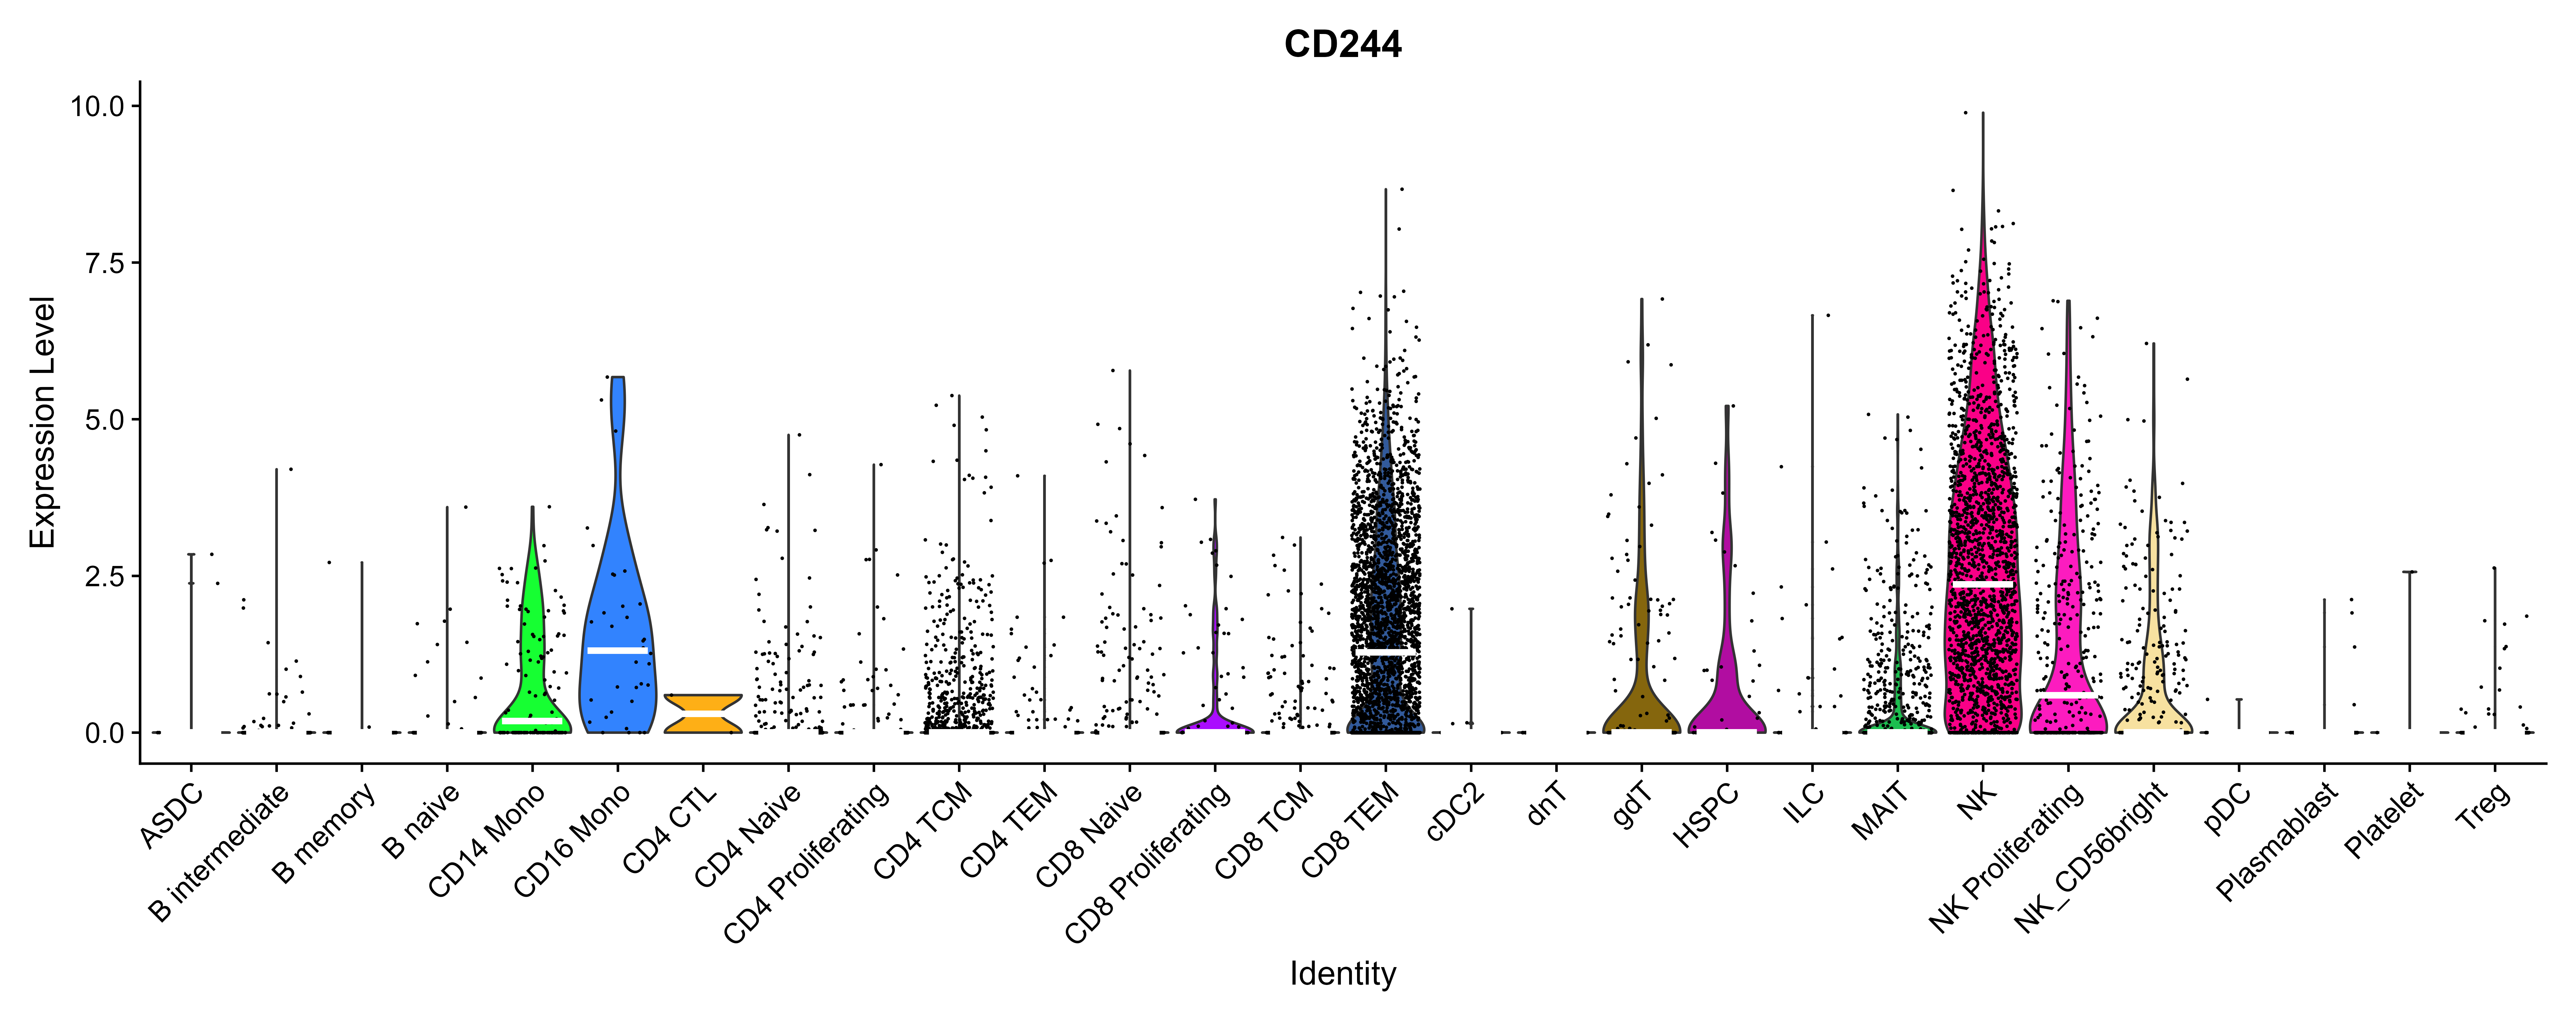 CD244
Expression Level
10.0
7.5
5.0
2.5
0.0
ASDC
B intermediate
B memory
B naive
CD14 Mono
CD16 Mono
CD4 CTL
CD4 Naive
CD4 Proliferating
CD4 TCM
CD4 TEM
CD8 Naive
CD8 Proliferating
CD8 TCM
CD8 TEM
cDC2
dnT
gdT
HSPC
ILC
MAIT
NK
NK Proliferating
NK_CD56bright
pDC
Plasmablast
Platelet
Treg
Identity